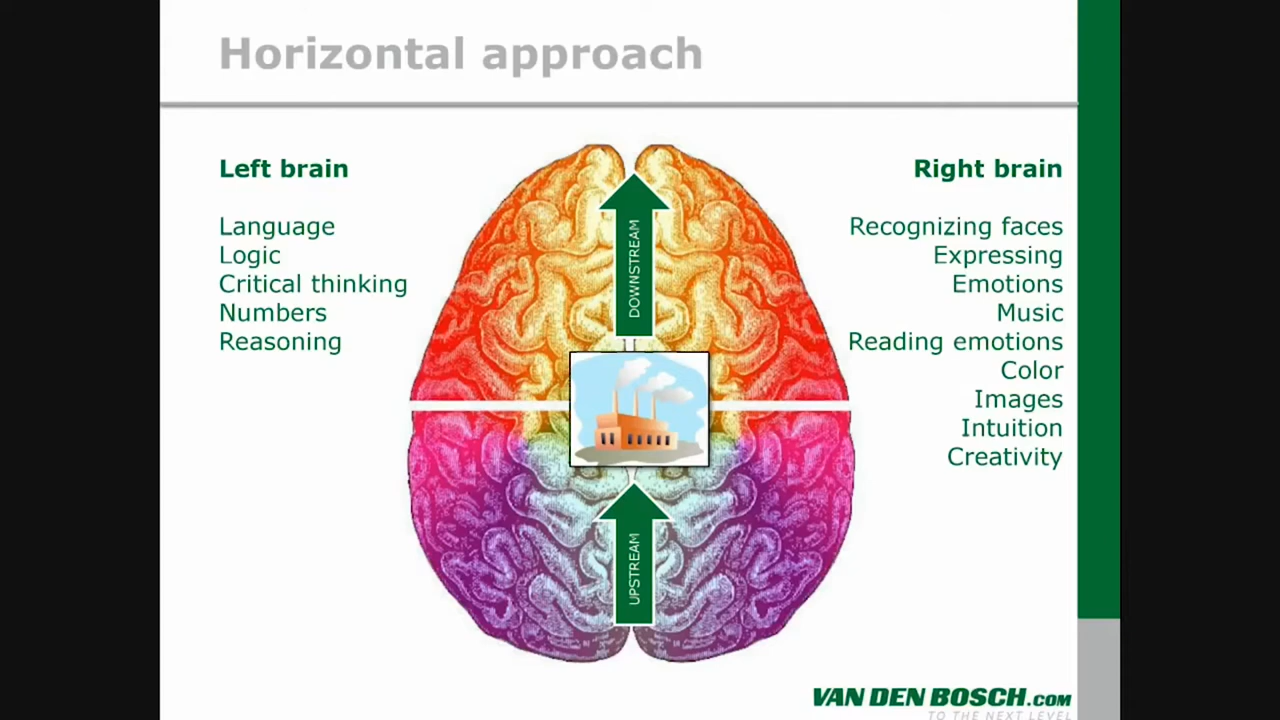 Horizontal approach
Left brain
Language
Logic
Critical thinking
Numbers
Reasoning
Right brain
Recognizing faces
Expressing
Emotions
Music
Reading emotions
Color
Images
Intuition
Creativity
DOWNSTREAM
UPSTREAM
VAN DEN BOSCH.COM
TO THE NEXT LEVEL